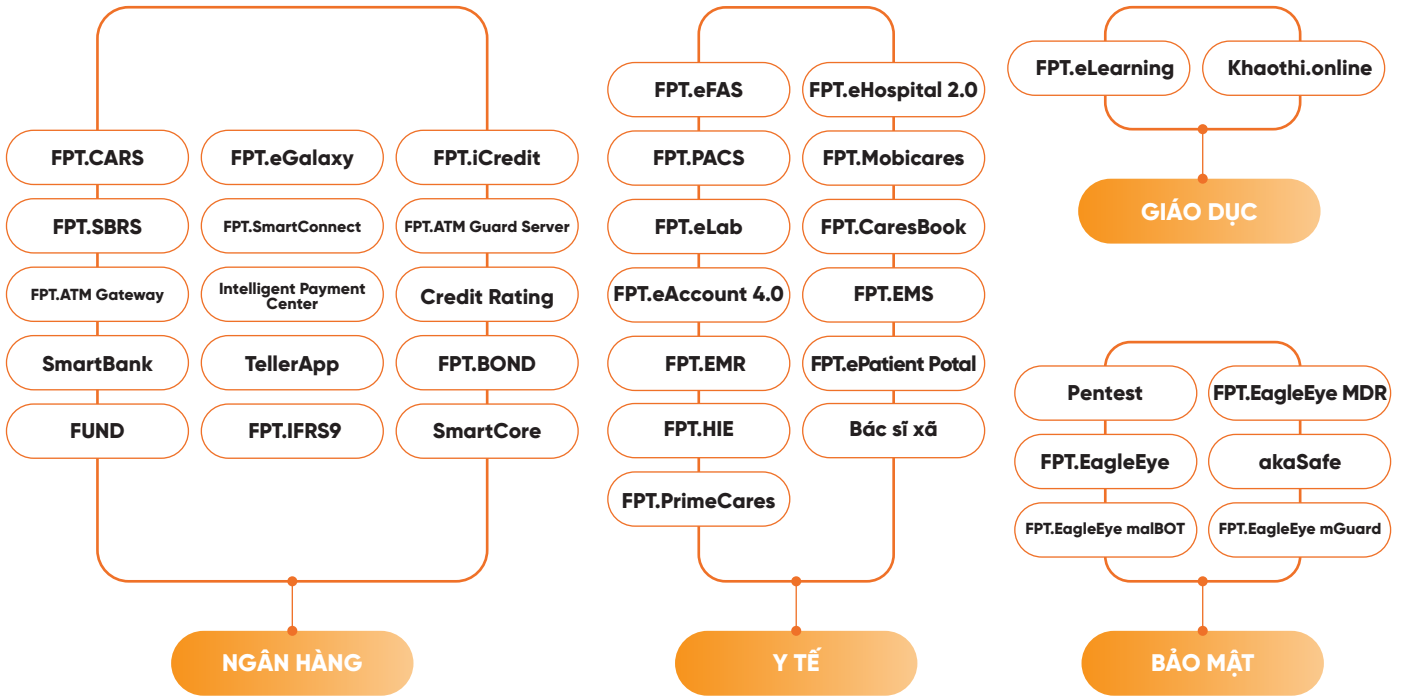 FPT.CARS
FPT.eGalaxy
FPT.iCredit
FPT.SBRS
FPT.SmartConnect
FPT.ATM Guard Server
FPT.ATM Gateway
Intelligent Payment
Center
Credit Rating
SmartBank
TellerApp
FPT.BOND
FUND
FPT.IFRS9
SmartCore
NGÂN HÀNG
FPT.eFAS
FPT.eHospital 2.0
FPT.PACS
FPT.Mobicares
FPT.eLab
FPT.CaresBook
FPT.eAccount 4.0
FPT.EMS
FPT.EMR
FPT.ePatient Potal
FPT.HIE
Bác sĩ xã
FPT.PrimeCares
Y TẾ
FPT.eLearning
Khaothi.online
GIÁO DỤC
Pentest
FPT.EagleEye MDR
FPT.EagleEye
akaSafe
FPT.EagleEye malBOT
FPT.EagleEye mGuard
BẢO MẬT